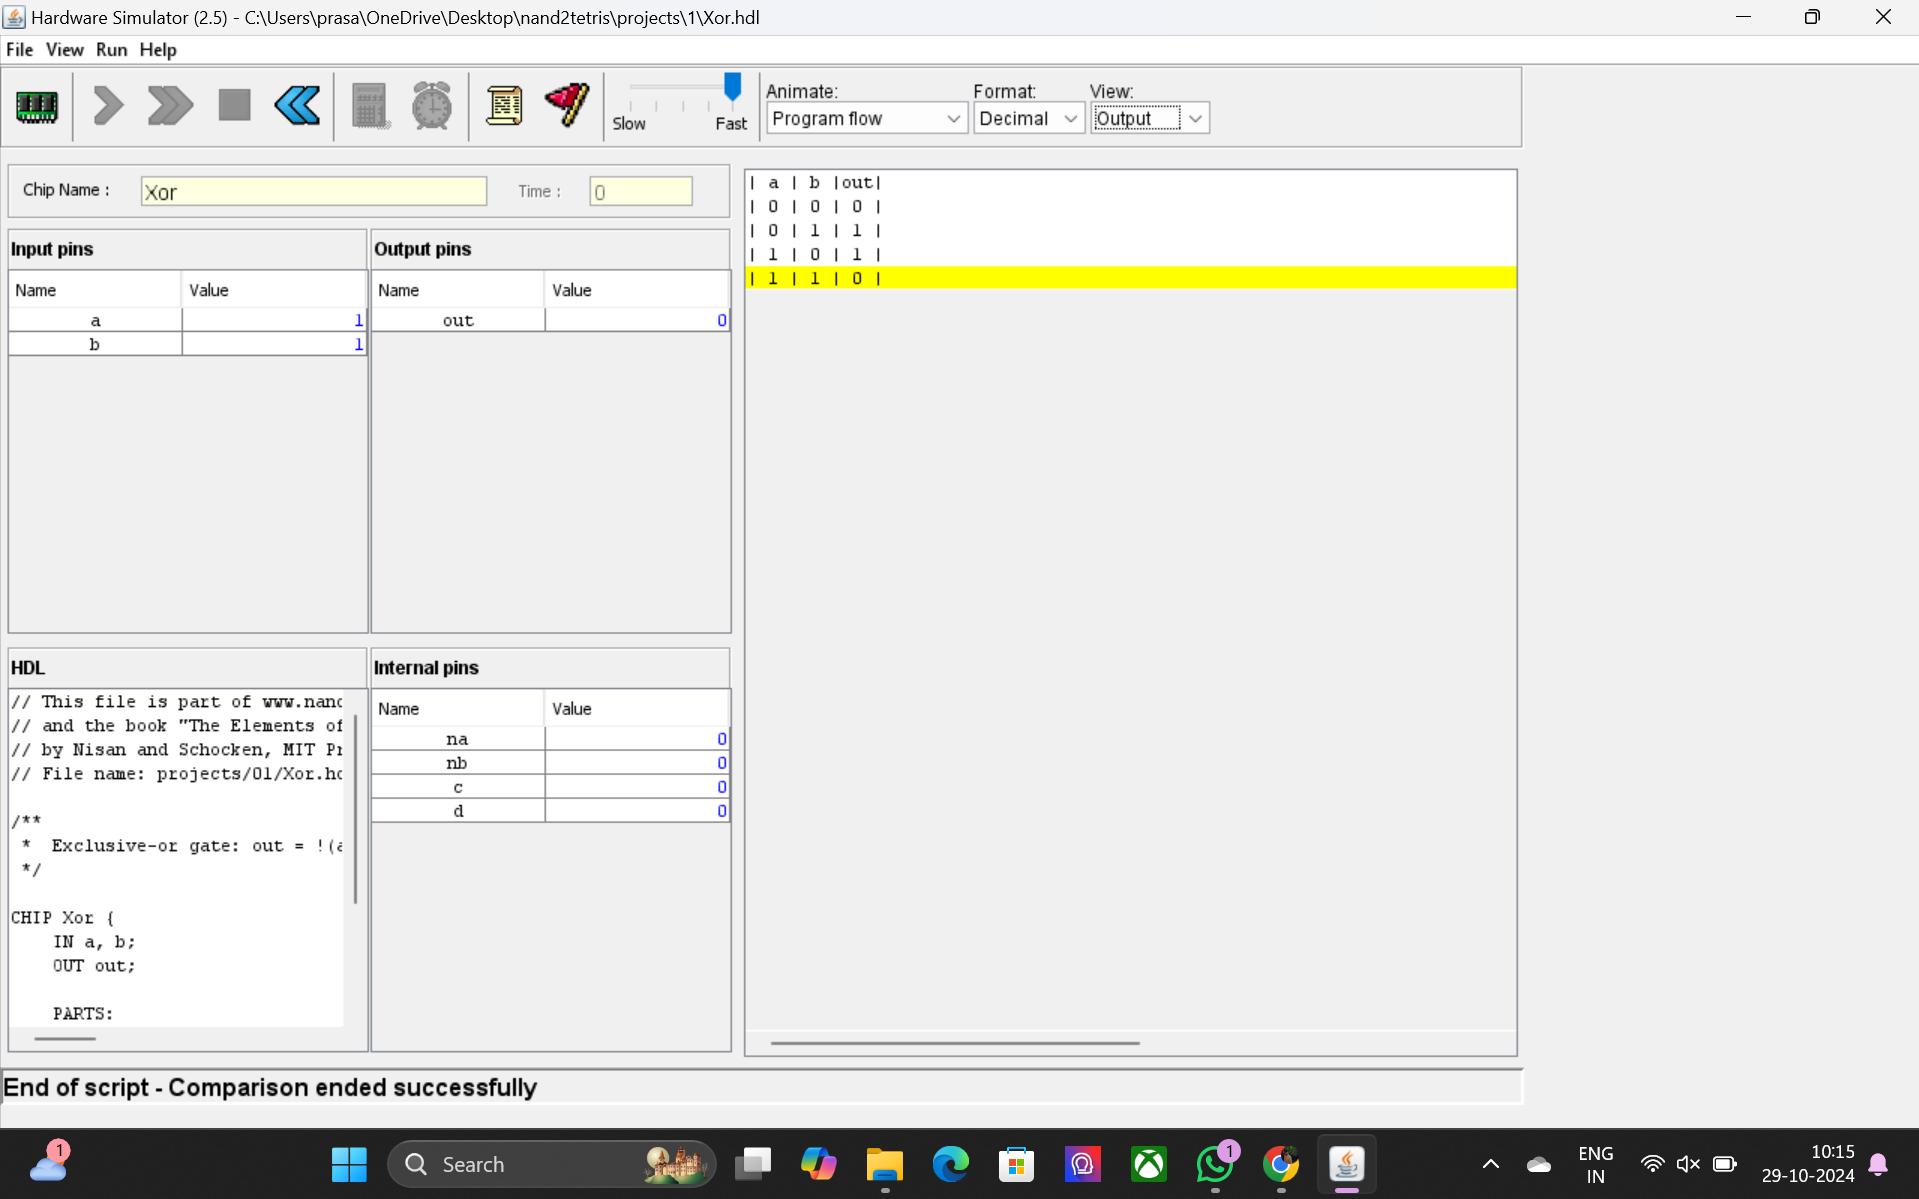 Hardware Simulator (2.5) - C:\Users\prasa\OneDrive\Desktop\nand2tetris\projects\1\Xor.hdl
File View Run Help
Slow Fast
Animate: Format: View:
Program flow Decimal Output
Chip Name : Xor Time : 0
Input pins
Name Value
a 1
b 1
Output pins
Name Value
out 0
| a | b |out|
| 0 | 0 | 0 |
| 0 | 1 | 1 |
| 1 | 0 | 1 |
| 1 | 1 | 0 |
HDL
// This file is part of www.nand
// and the book "The Elements of
// by Nisan and Schocken, MIT Pr
// File name: projects/01/Xor.hd
/**
* Exclusive-or gate: out = !(a
*/
CHIP Xor {
IN a, b;
OUT out;
PARTS:
Internal pins
Name Value
na 0
nb 0
c 0
d 0
End of script - Comparison ended successfully
1
Search
1
ENG
IN
10:15
29-10-2024